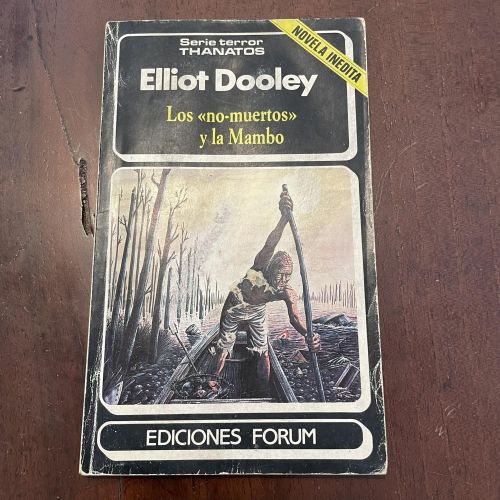 Serie terror
THANATOS
NOVELA INEDITA
Elliot Dooley
Los «no-muertos»
y la Mambo
EDICIONES FORUM